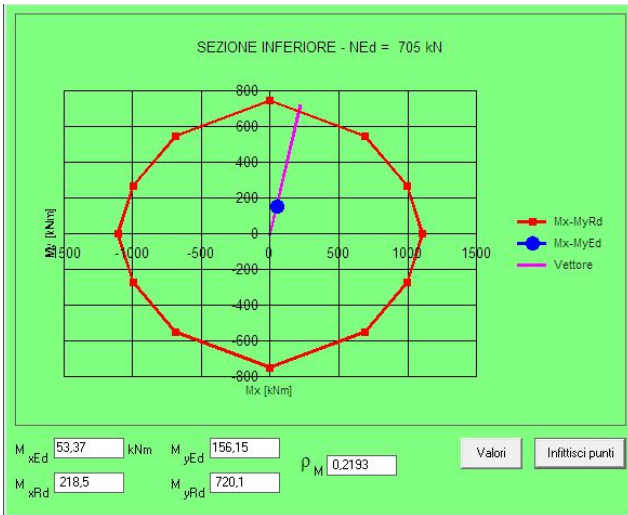 SEZIONE INFERIORE - NEd = 705 kN
800
600
400
200
0
-200
-400
-600
-800
-1500 -1000 -500 0 500 1000 1500
[kNm]
Mx [kNm]
Mx-MyRd
Mx-MyEd
Vettore
M xEd 53,37 kNm M yEd 156,15
M xRd 218,5 M yRd 720,1
ρ M 0,2193
Valori
Infittisci punti